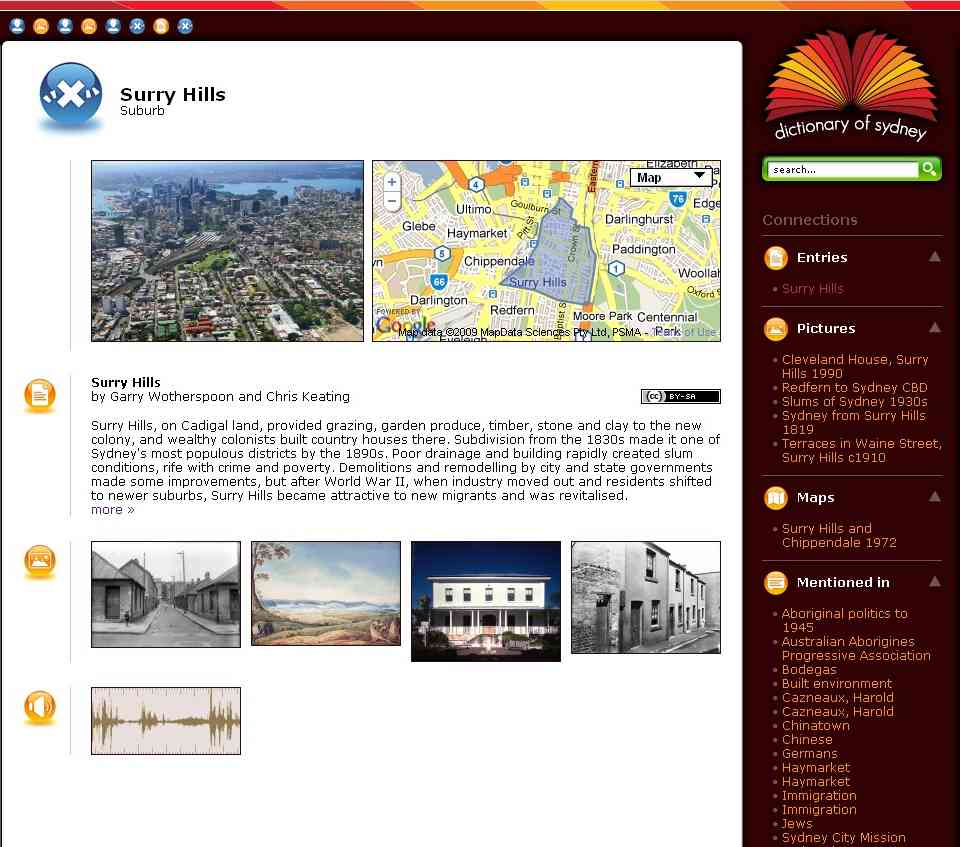 Surry Hills
Suburb
Map
Elizabeth
Eastern
4
76
Edge
Ultimo
Goulburn St
Pitt St
Darlinghurst
Glebe
Haymarket
Crown St
Paddington
5
Chippendale
1
Woollah
66
Surry Hills
Oxford
Darlington
Redfern
Moore Park
Centennial
Park
POWERED BY
Google
Map data ©2009 MapData Sciences Pty Ltd, PSMA - Terms of Use
Eveleigh
Surry Hills
by Garry Wotherspoon and Chris Keating
(cc) BY-SA
Surry Hills, on Cadigal land, provided grazing, garden produce, timber, stone and clay to the new
colony, and wealthy colonists built country houses there. Subdivision from the 1830s made it one of
Sydney's most populous districts by the 1890s. Poor drainage and building rapidly created slum
conditions, rife with crime and poverty. Demolitions and remodelling by city and state governments
made some improvements, but after World War II, when industry moved out and residents shifted
to newer suburbs, Surry Hills became attractive to new migrants and was revitalised.
more »
dictionary of sydney
search...
Connections
Entries
• Surry Hills
Pictures
• Cleveland House, Surry
Hills 1990
• Redfern to Sydney CBD
• Slums of Sydney 1930s
• Sydney from Surry Hills
1819
• Terraces in Waine Street,
Surry Hills c1910
Maps
• Surry Hills and
Chippendale 1972
Mentioned in
• Aboriginal politics to
1945
• Australian Aborigines
Progressive Association
• Bodegas
• Built environment
• Cazneaux, Harold
• Cazneaux, Harold
• Chinatown
• Chinese
• Germans
• Haymarket
• Haymarket
• Immigration
• Immigration
• Jews
• Sydney City Mission